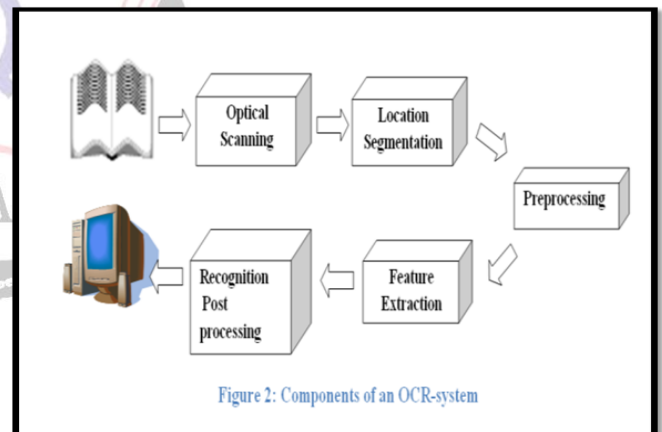 Optical
Scanning
Location
Segmentation
Preprocessing
Feature
Extraction
Recognition
Post
processing
Figure 2: Components of an OCR-system